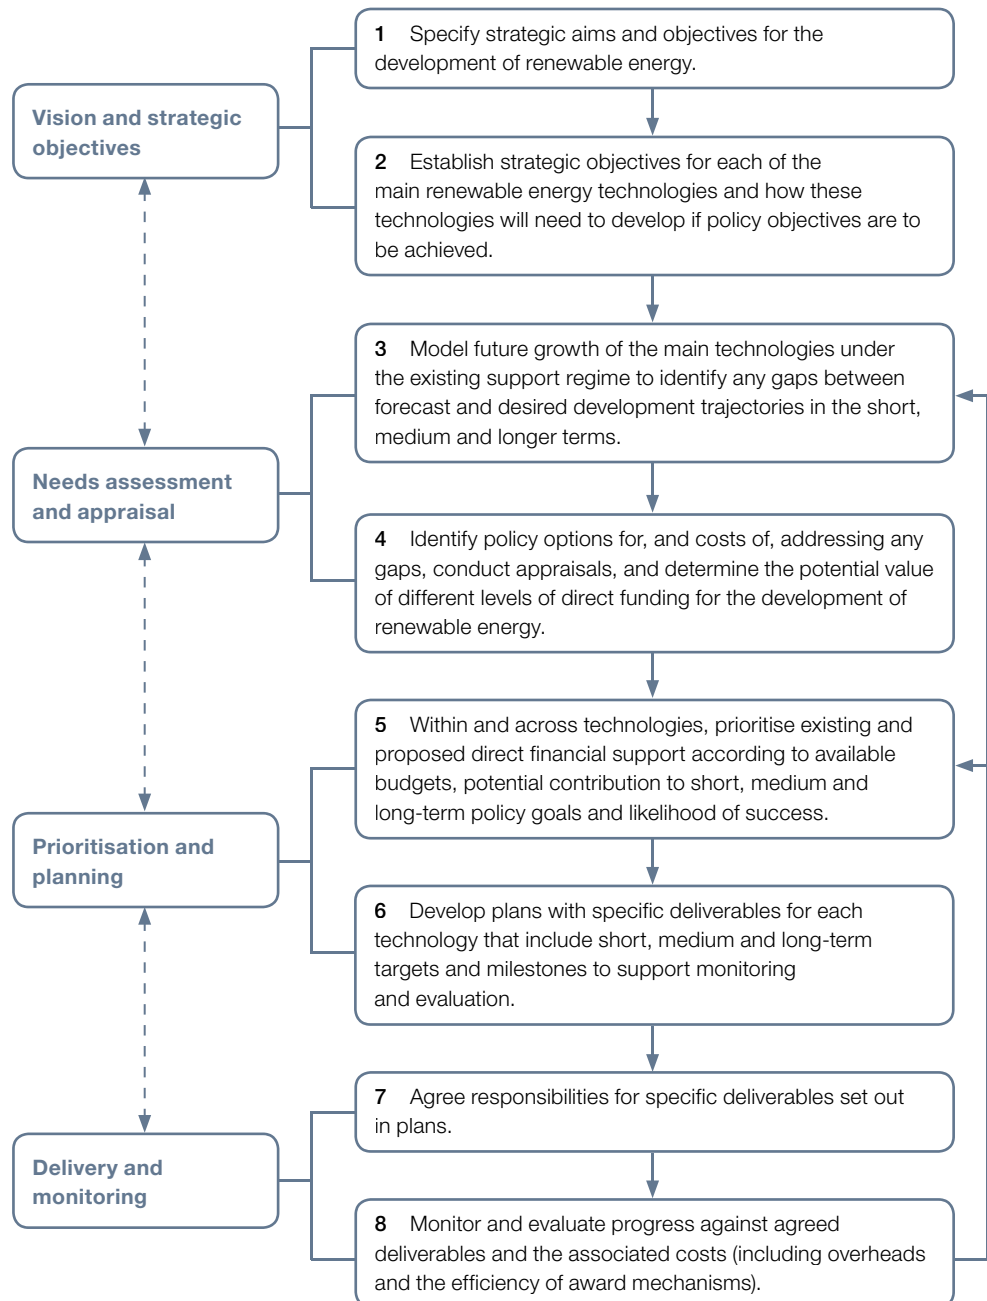 1 Specify strategic aims and objectives for the
development of renewable energy.
Vision and strategic
objectives
2 Establish strategic objectives for each of the
main renewable energy technologies and how these
technologies will need to develop if policy objectives are to
be achieved.
3 Model future growth of the main technologies under
the existing support regime to identify any gaps between
forecast and desired development trajectories in the short,
medium and longer terms.
Needs assessment
and appraisal
4 Identify policy options for, and costs of, addressing any
gaps, conduct appraisals, and determine the potential value
of different levels of direct funding for the development of
renewable energy.
5 Within and across technologies, prioritise existing and
proposed direct financial support according to available
budgets, potential contribution to short, medium and
long-term policy goals and likelihood of success.
Prioritisation and
planning
6 Develop plans with specific deliverables for each
technology that include short, medium and long-term
targets and milestones to support monitoring
and evaluation.
7 Agree responsibilities for specific deliverables set out
in plans.
Delivery and
monitoring
8 Monitor and evaluate progress against agreed
deliverables and the associated costs (including overheads
and the efficiency of award mechanisms).